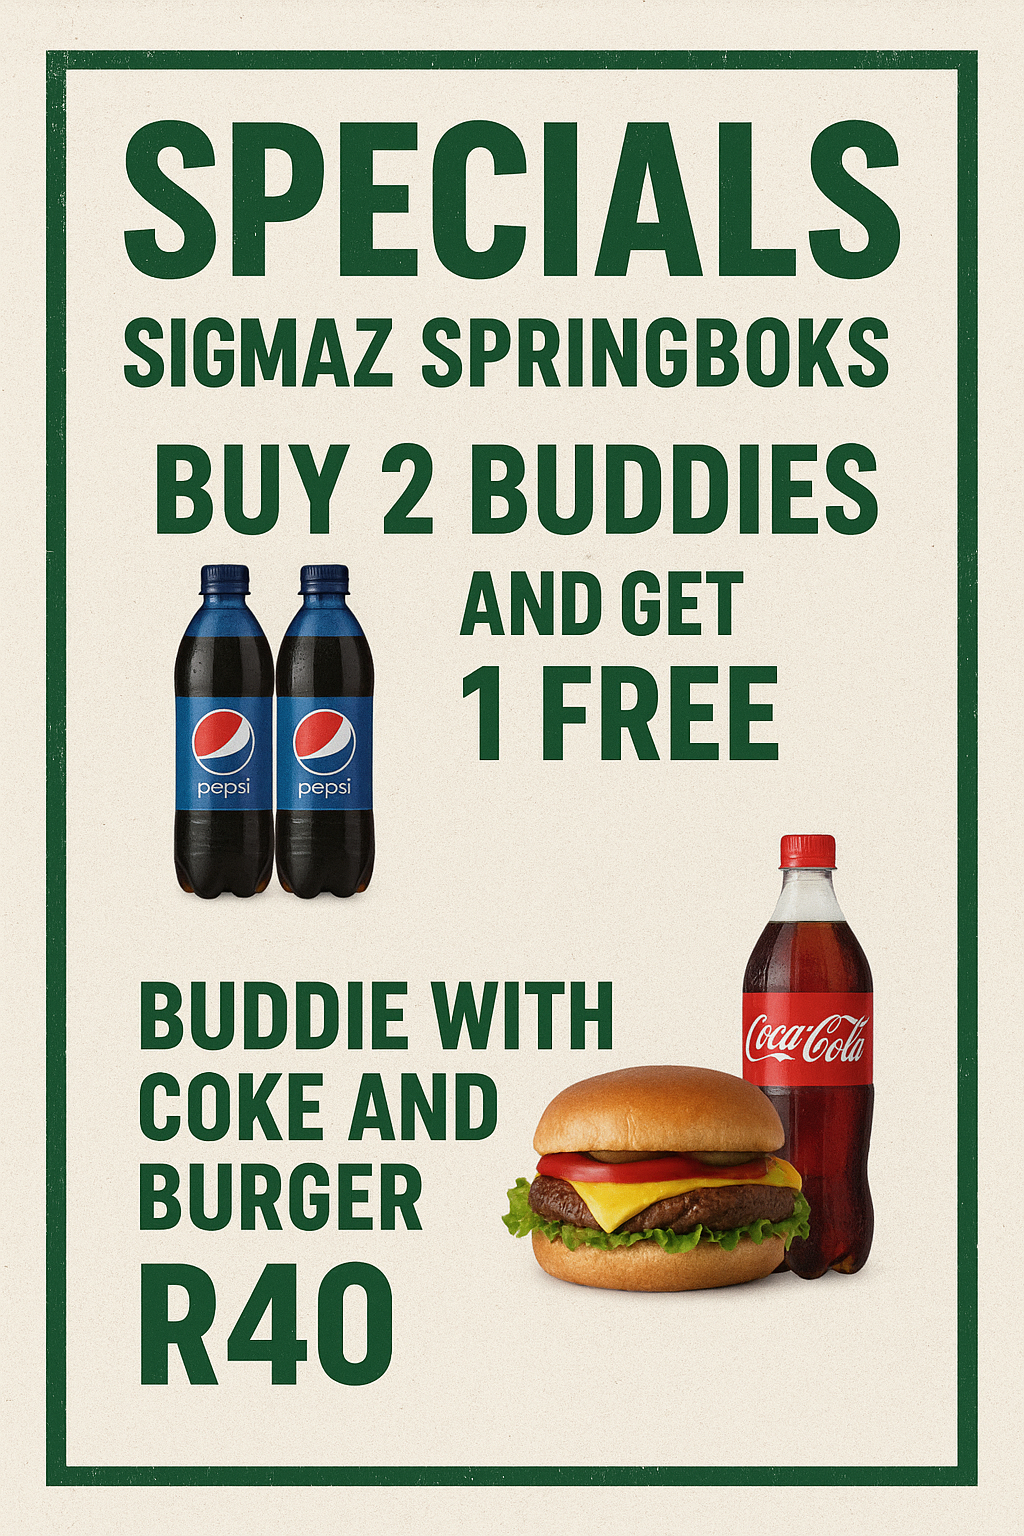 SPECIALS
SIGMAZ SPRINGBOKS
BUY 2 BUDDIES
AND GET
1 FREE
pepsi pepsi
Coca-Cola
BUDDIE WITH
COKE AND
BURGER
R40